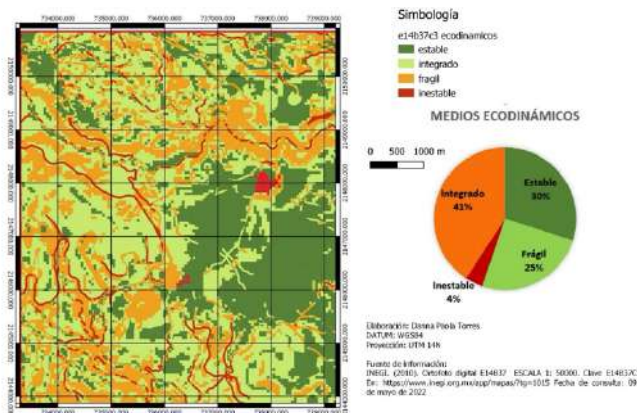 Simbología
e14b37c3 ecodinamicos
estable
integrado
fragil
inestable
MEDIOS ECODINÁMICOS
0 500 1000 m
Integrado
41%
Estable
30%
Frágil
25%
Inestable
4%
Elaboración: Danna Paola Torres
DATUM: WGS84
Proyección: UTM 14N
Fuente de información:
INEGI. (2010). Ortofoto digital E14B37 ESCALA 1: 50000. Clave E14B37C
En: https://www.inegi.org.mx/app/mapas/?tg=1015 Fecha de consulta: 09
de mayo de 2022
734000.000 735000.000 736000.000 737000.000 738000.000 739000.000